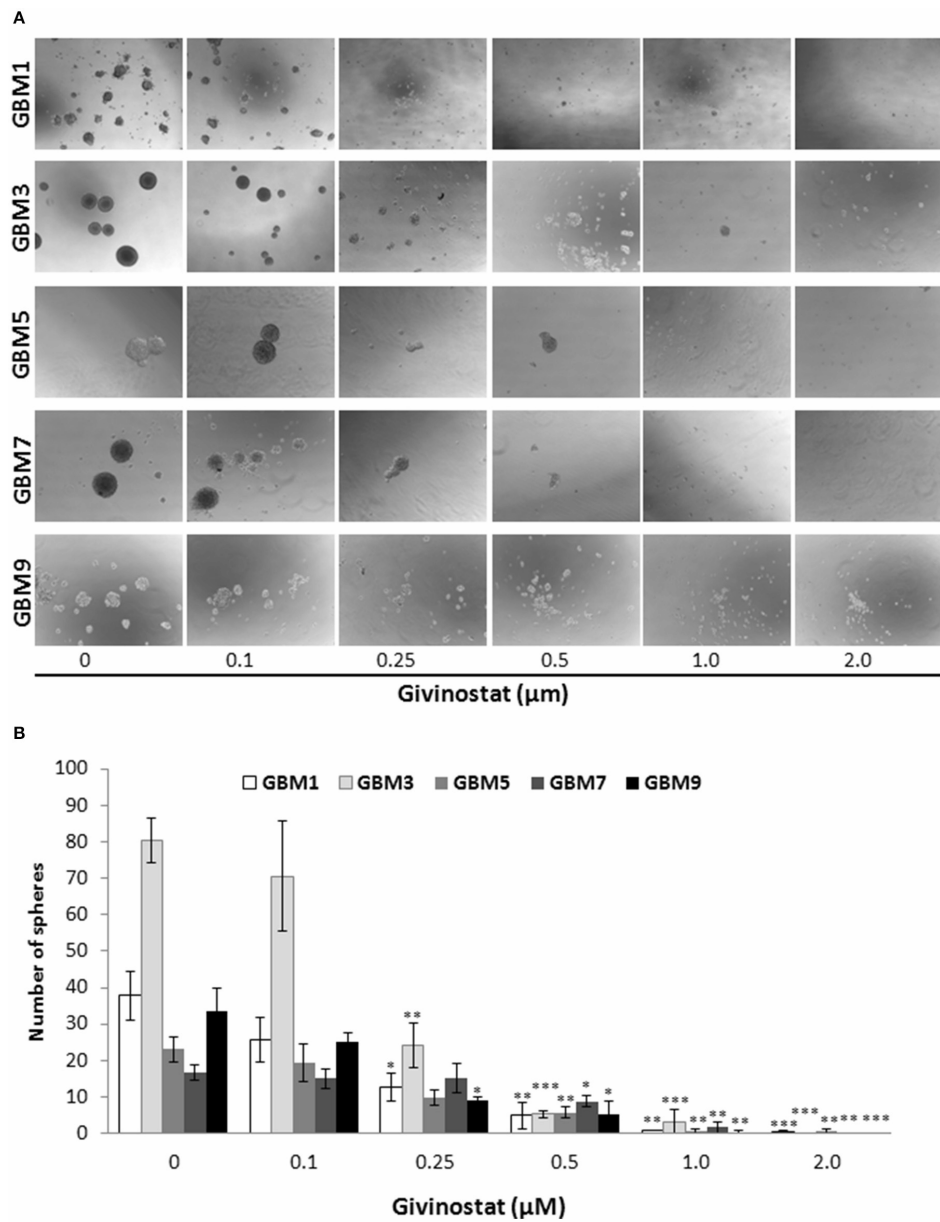 A
GBM1
GBM3
GBM5
GBM7
GBM9
0 0.1 0.25 0.5 1.0 2.0
Givinostat (µm)
B
GBM1 GBM3 GBM5 GBM7 GBM9
Number of spheres
100
90
80
70
60
50
40
30
20
10
0
* ** *
** *** ** * *
** *** ** ** **
*** *** ** ** ***
0 0.1 0.25 0.5 1.0 2.0
Givinostat (µM)